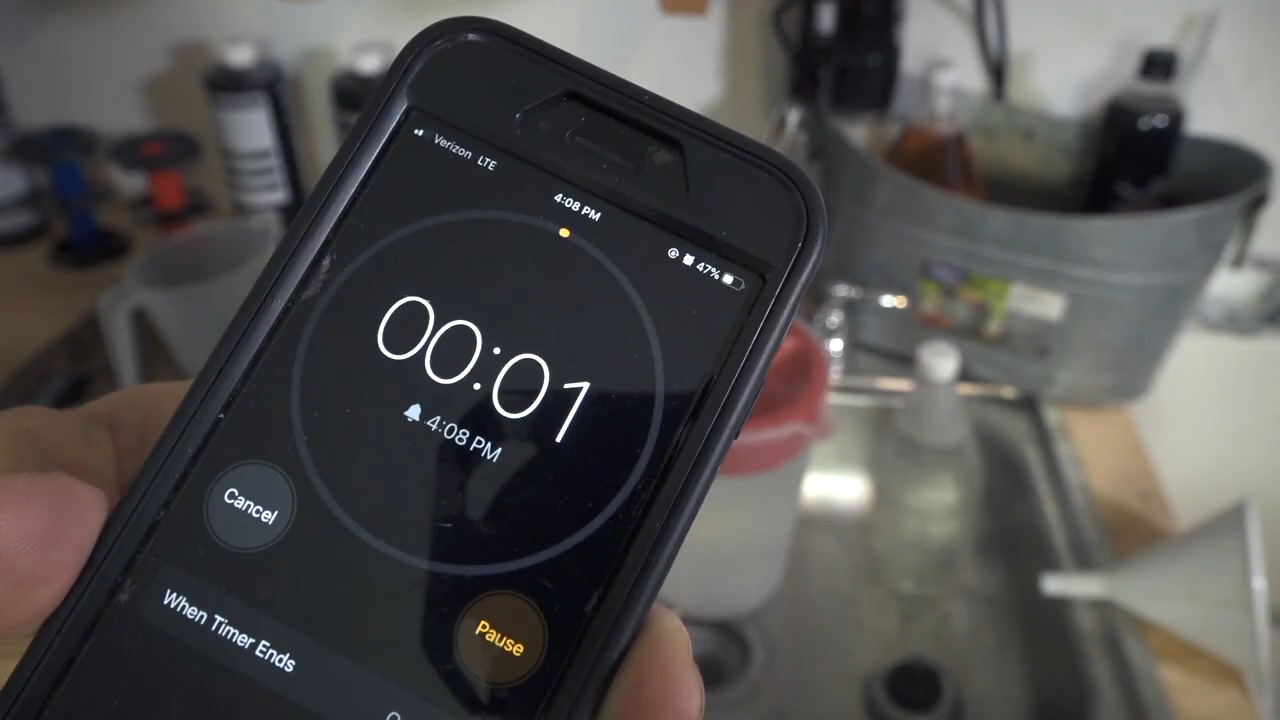 Verizon LTE
4:08 PM
47%
00:01
4:08 PM
Cancel
Pause
When Timer Ends